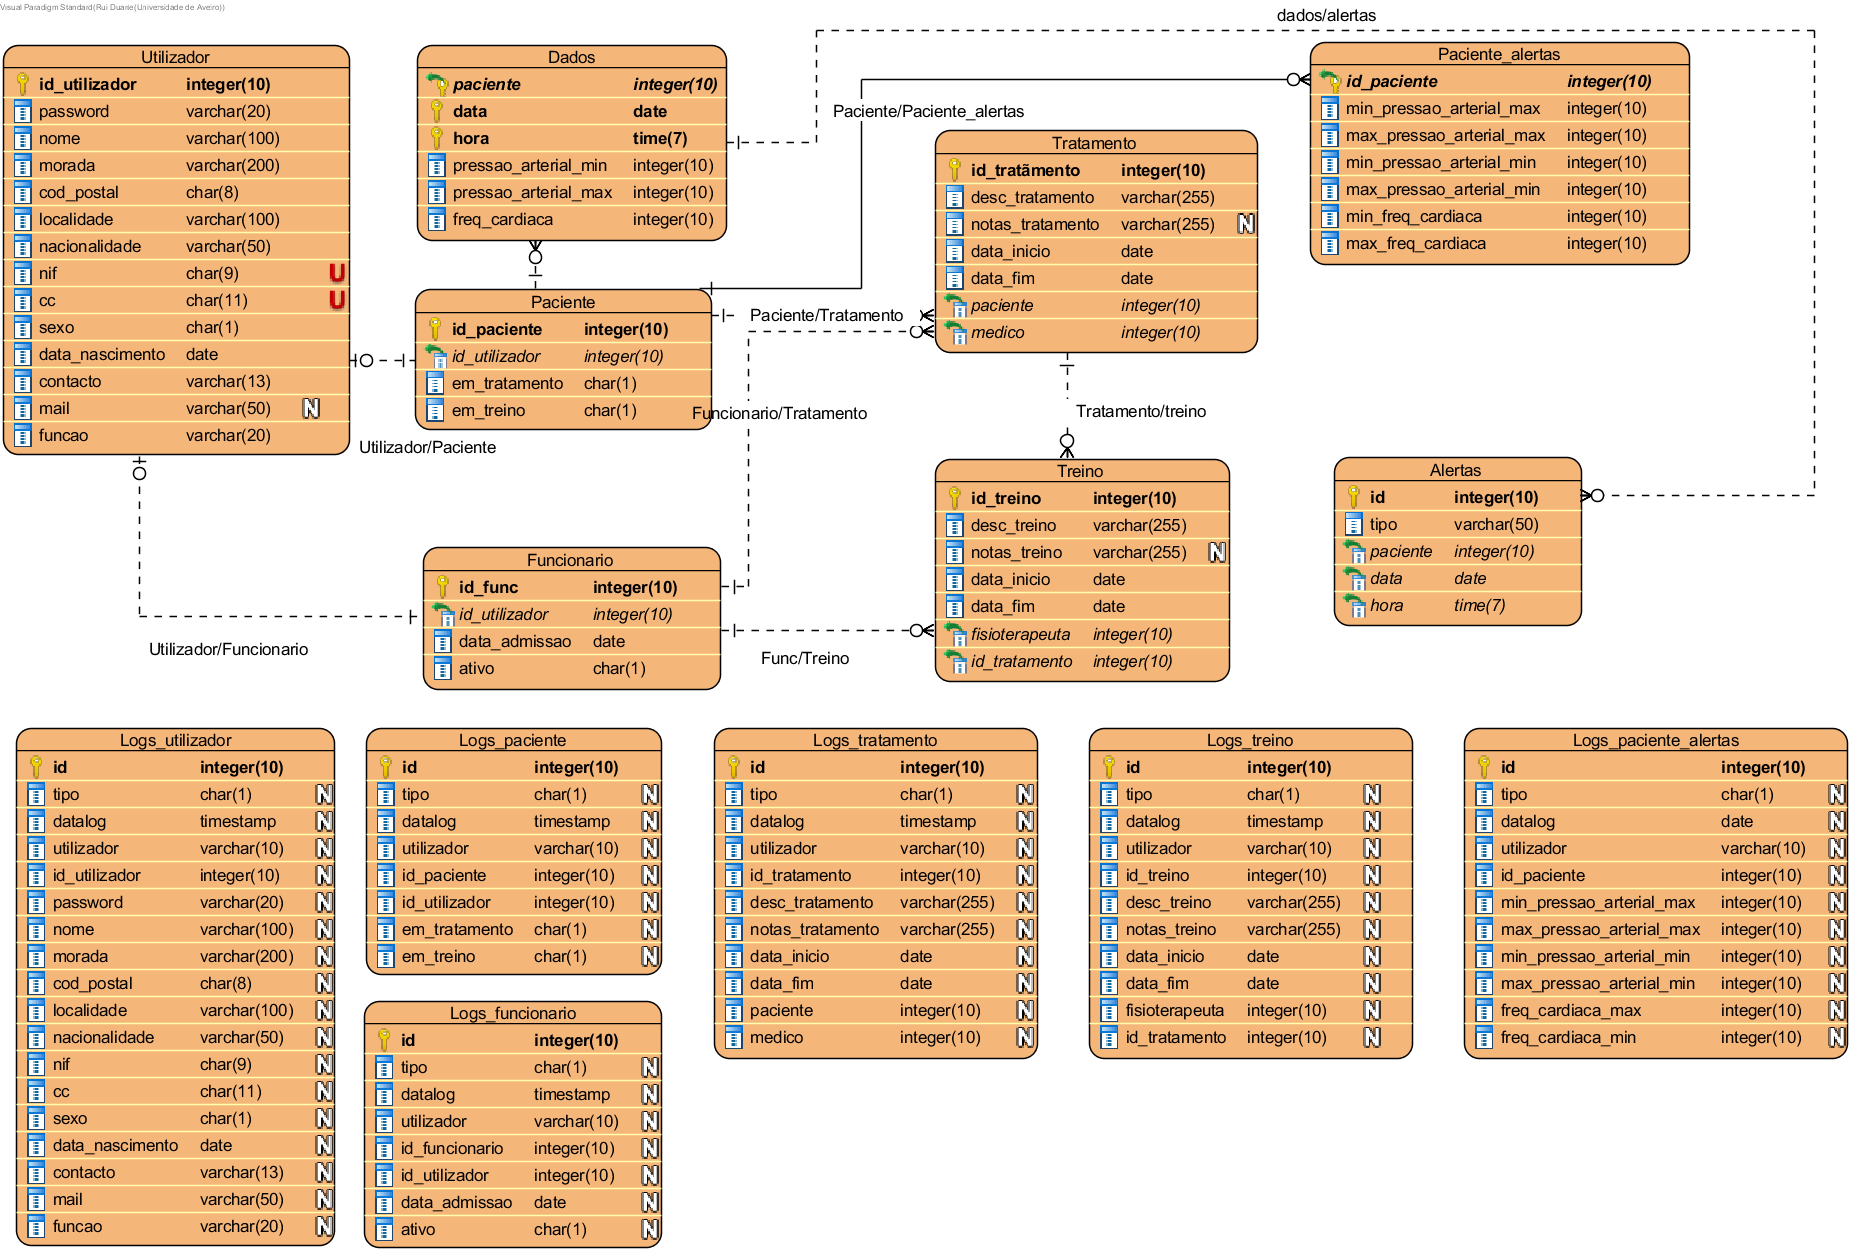 Visual Paradigm Standard(Rui Duarte(Universidade de Aveiro))
dados/alertas
Utilizador
id_utilizador integer(10)
password varchar(20)
nome varchar(100)
morada varchar(200)
cod_postal char(8)
localidade varchar(100)
nacionalidade varchar(50)
nif char(9) U
cc char(11) U
sexo char(1)
data_nascimento date
contacto varchar(13)
mail varchar(50) N
funcao varchar(20)
Dados
paciente integer(10)
data date
hora time(7)
pressao_arterial_min integer(10)
pressao_arterial_max integer(10)
freq_cardiaca integer(10)
Paciente/Paciente_alertas
Paciente_alertas
id_paciente integer(10)
min_pressao_arterial_max integer(10)
max_pressao_arterial_max integer(10)
min_pressao_arterial_min integer(10)
max_pressao_arterial_min integer(10)
min_freq_cardiaca integer(10)
max_freq_cardiaca integer(10)
Tratamento
id_tratãmento integer(10)
desc_tratamento varchar(255)
notas_tratamento varchar(255) N
data_inicio date
data_fim date
paciente integer(10)
medico integer(10)
Paciente
id_paciente integer(10)
id_utilizador integer(10)
em_tratamento char(1)
em_treino char(1)
Paciente/Tratamento
Funcionario/Tratamento
Tratamento/treino
Utilizador/Paciente
Treino
id_treino integer(10)
desc_treino varchar(255)
notas_treino varchar(255) N
data_inicio date
data_fim date
fisioterapeuta integer(10)
id_tratamento integer(10)
Alertas
id integer(10)
tipo varchar(50)
paciente integer(10)
data date
hora time(7)
Funcionario
id_func integer(10)
id_utilizador integer(10)
data_admissao date
ativo char(1)
Utilizador/Funcionario
Func/Treino
Logs_utilizador
id integer(10)
tipo char(1) N
datalog timestamp N
utilizador varchar(10) N
id_utilizador integer(10) N
password varchar(20) N
nome varchar(100) N
morada varchar(200) N
cod_postal char(8) N
localidade varchar(100) N
nacionalidade varchar(50) N
nif char(9) N
cc char(11) N
sexo char(1) N
data_nascimento date N
contacto varchar(13) N
mail varchar(50) N
funcao varchar(20) N
Logs_paciente
id integer(10)
tipo char(1) N
datalog timestamp N
utilizador varchar(10) N
id_paciente integer(10) N
id_utilizador integer(10) N
em_tratamento char(1) N
em_treino char(1) N
Logs_funcionario
id integer(10)
tipo char(1) N
datalog timestamp N
utilizador varchar(10) N
id_funcionario integer(10) N
id_utilizador integer(10) N
data_admissao date N
ativo char(1) N
Logs_tratamento
id integer(10)
tipo char(1) N
datalog timestamp N
utilizador varchar(10) N
id_tratamento integer(10) N
desc_tratamento varchar(255) N
notas_tratamento varchar(255) N
data_inicio date N
data_fim date N
paciente integer(10) N
medico integer(10) N
Logs_treino
id integer(10)
tipo char(1) N
datalog timestamp N
utilizador varchar(10) N
id_treino integer(10) N
desc_treino varchar(255) N
notas_treino varchar(255) N
data_inicio date N
data_fim date N
fisioterapeuta integer(10) N
id_tratamento integer(10) N
Logs_paciente_alertas
id integer(10)
tipo char(1) N
datalog date N
utilizador varchar(10) N
id_paciente integer(10) N
min_pressao_arterial_max integer(10) N
max_pressao_arterial_max integer(10) N
min_pressao_arterial_min integer(10) N
max_pressao_arterial_min integer(10) N
freq_cardiaca_max integer(10) N
freq_cardiaca_min integer(10) N